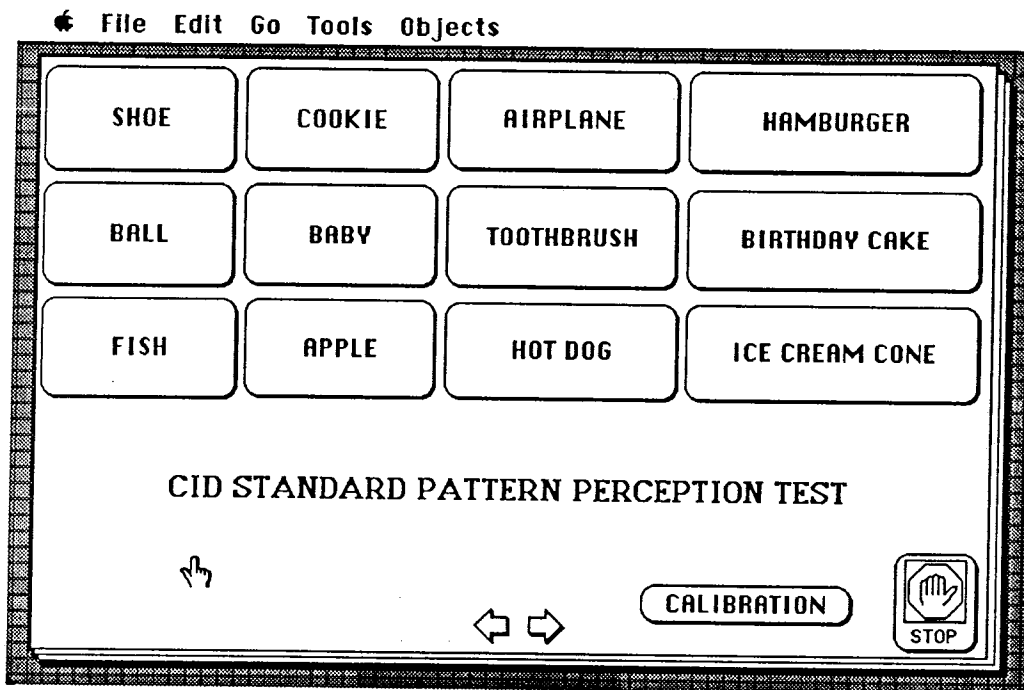 File Edit Go Tools Objects
SHOE COOKIE AIRPLANE HAMBURGER
BALL BABY TOOTHBRUSH BIRTHDAY CAKE
FISH APPLE HOT DOG ICE CREAM CONE
CID STANDARD PATTERN PERCEPTION TEST
CALIBRATION
STOP